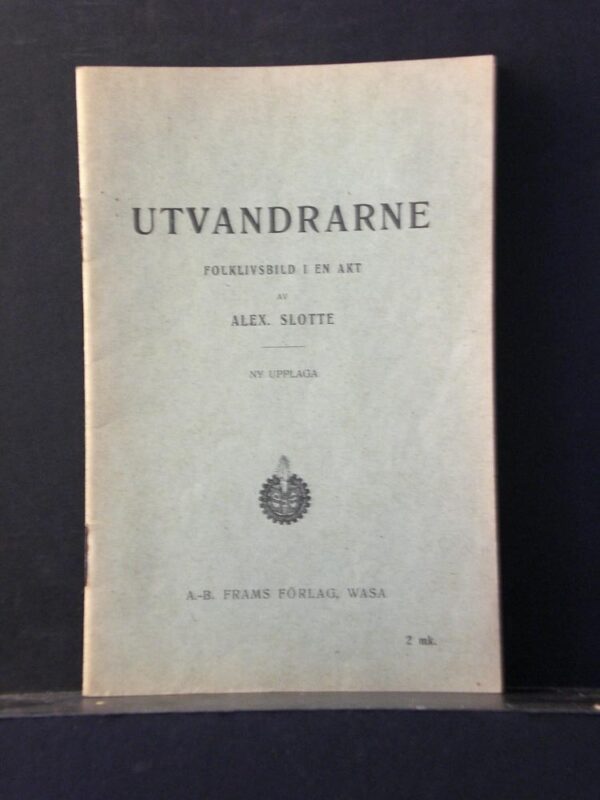 UTVANDRARNE
FOLKLIVSBILD I EN AKT
AV
ALEX. SLOTTE
NY UPPLAGA
A.-B. FRAMS FÖRLAG, WASA
2 mk.